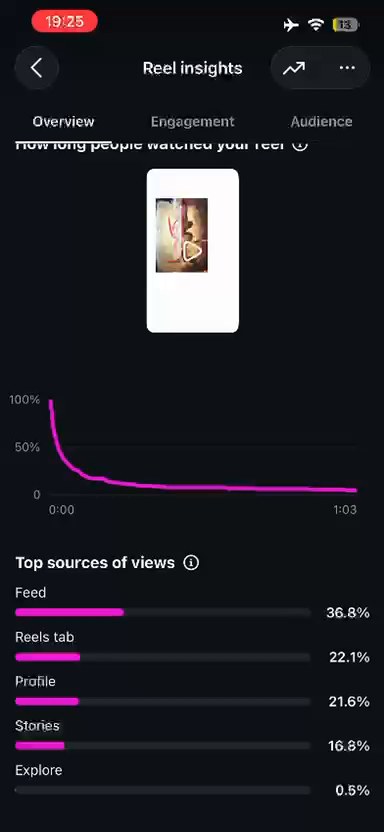 19:25
13
Reel insights
Overview
Engagement
Audience
How long people watched your reel
100%
50%
0
0:00
1:03
Top sources of views
Feed
36.8%
Reels tab
22.1%
Profile
21.6%
Stories
16.8%
Explore
0.5%